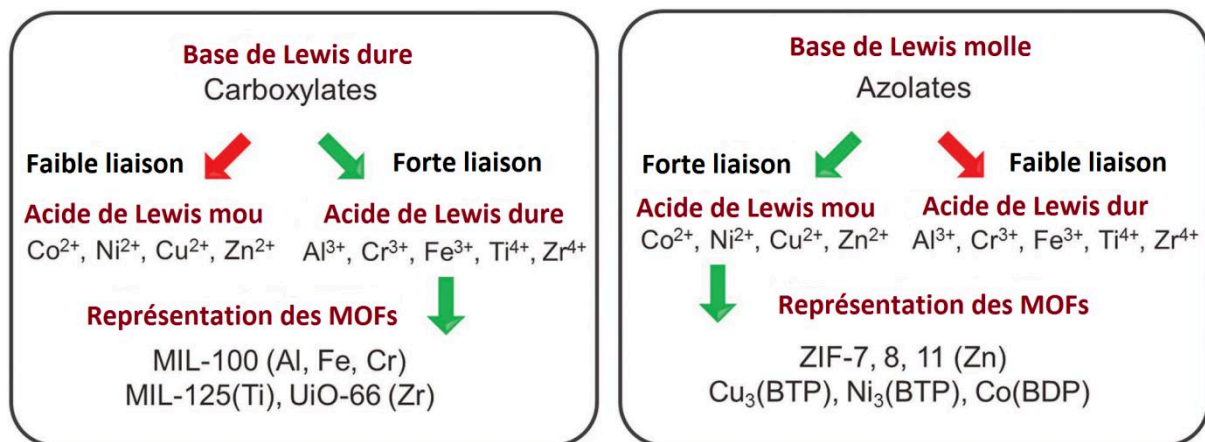 Base de Lewis dure
Carboxylates
Faible liaison
Forte liaison
Acide de Lewis mou
Acide de Lewis dure
Co²⁺, Ni²⁺, Cu²⁺, Zn²⁺
Al³⁺, Cr³⁺, Fe³⁺, Ti⁴⁺, Zr⁴⁺
Représentation des MOFs
MIL-100 (Al, Fe, Cr)
MIL-125(Ti), UiO-66 (Zr)
Base de Lewis molle
Azolates
Forte liaison
Faible liaison
Acide de Lewis mou
Acide de Lewis dur
Co²⁺, Ni²⁺, Cu²⁺, Zn²⁺
Al³⁺, Cr³⁺, Fe³⁺, Ti⁴⁺, Zr⁴⁺
Représentation des MOFs
ZIF-7, 8, 11 (Zn)
Cu₃(BTP), Ni₃(BTP), Co(BDP)